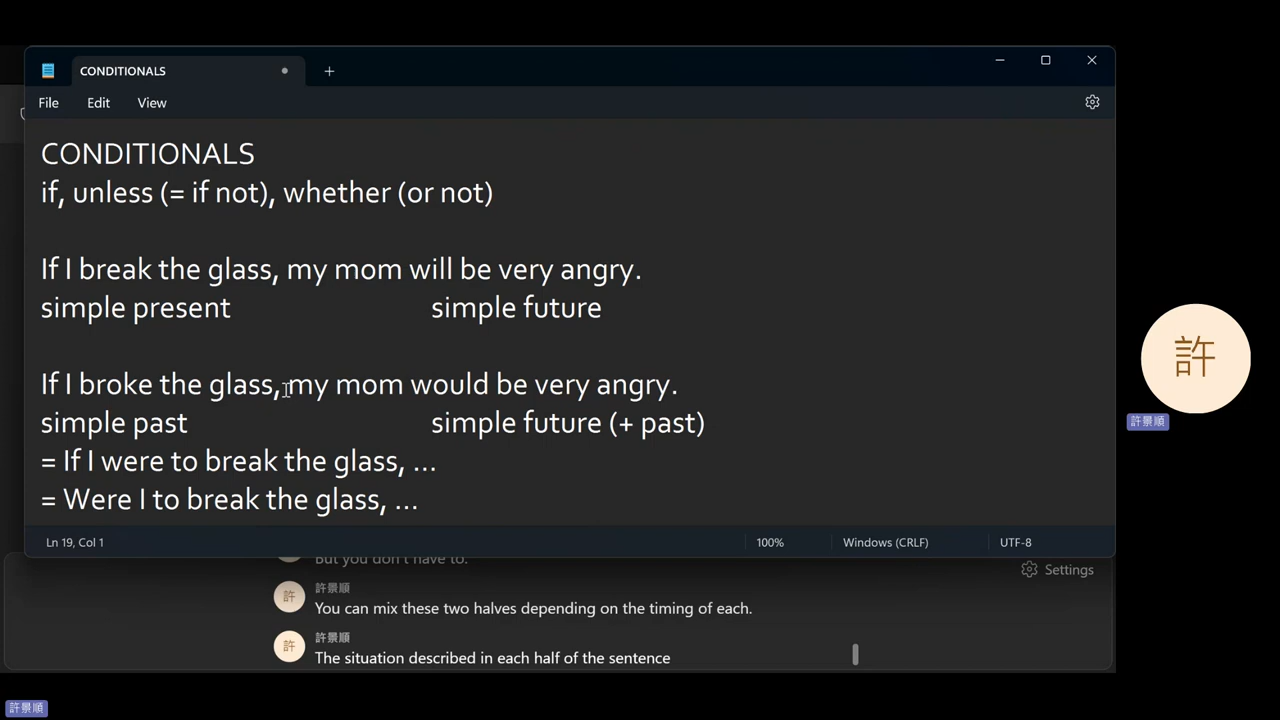 CONDITIONALS
File Edit View
CONDITIONALS
if, unless (= if not), whether (or not)
If I break the glass, my mom will be very angry.
simple present simple future
If I broke the glass, my mom would be very angry.
simple past simple future (+ past)
= If I were to break the glass, ...
= Were I to break the glass, ...
Ln 19, Col 1 100% Windows (CRLF) UTF-8
But you don't have to.
Settings
許景順
許 You can mix these two halves depending on the timing of each.
許景順
許 The situation described in each half of the sentence
許
許景順
許景順